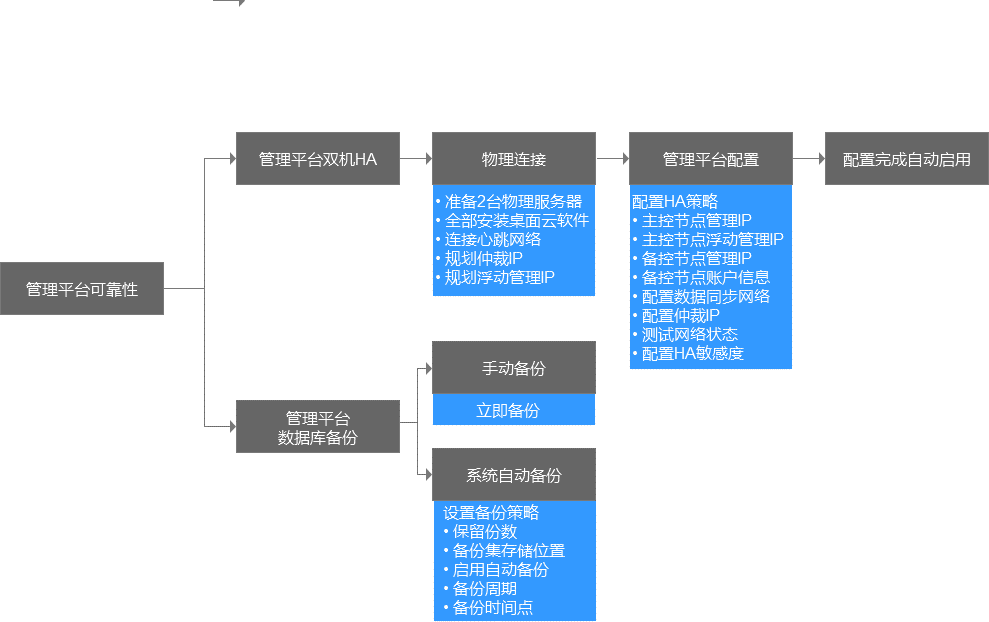 管理平台双机HA
物理连接
管理平台配置
配置完成自动启用
• 准备2台物理服务器
• 全部安装桌面云软件
• 连接心跳网络
• 规划仲裁IP
• 规划浮动管理IP
配置HA策略
• 主控节点管理IP
• 主控节点浮动管理IP
• 备控节点管理IP
• 备控节点账户信息
• 配置数据同步网络
• 配置仲裁IP
• 测试网络状态
• 配置HA敏感度
管理平台可靠性
管理平台
数据库备份
手动备份
立即备份
系统自动备份
设置备份策略
• 保留份数
• 备份集存储位置
• 启用自动备份
• 备份周期
• 备份时间点